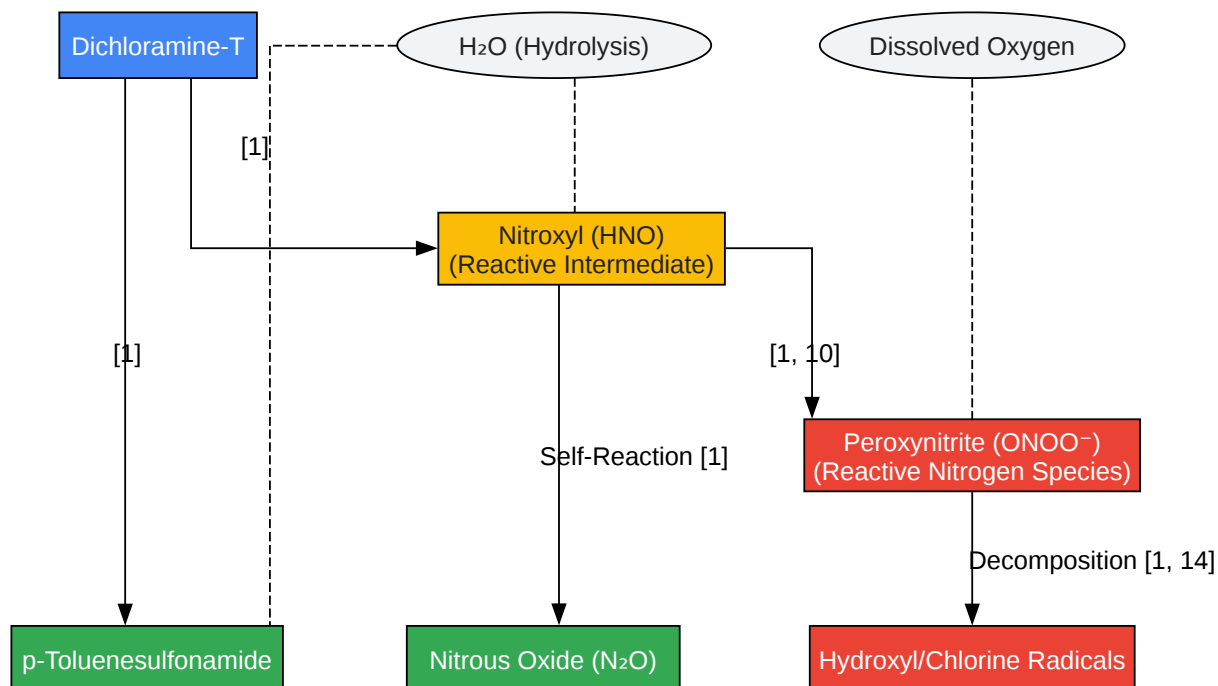 Dichloramine-T
H₂O (Hydrolysis)
Dissolved Oxygen
[1]
Nitroxyl (HNO)
(Reactive Intermediate)
[1]
[1, 10]
Peroxynitrite (ONOO⁻)
(Reactive Nitrogen Species)
Self-Reaction [1]
Decomposition [1, 14]
p-Toluenesulfonamide
Nitrous Oxide (N₂O)
Hydroxyl/Chlorine Radicals